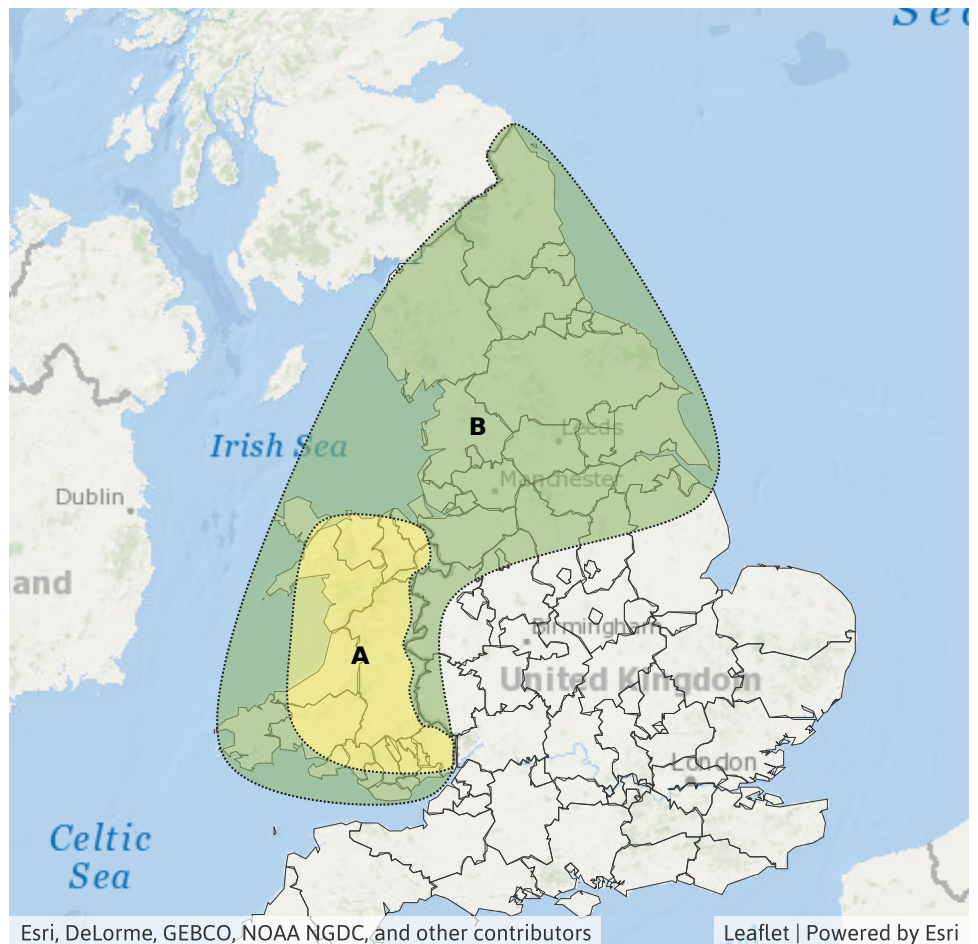 Sec
B
Leeds
Irish Sea
Manchester
Dublin
and
Birmingham
A
United Kingdom
London
Celtic
Sea
Esri, DeLorme, GEBCO, NOAA NGDC, and other contributors
Leaflet | Powered by Esri